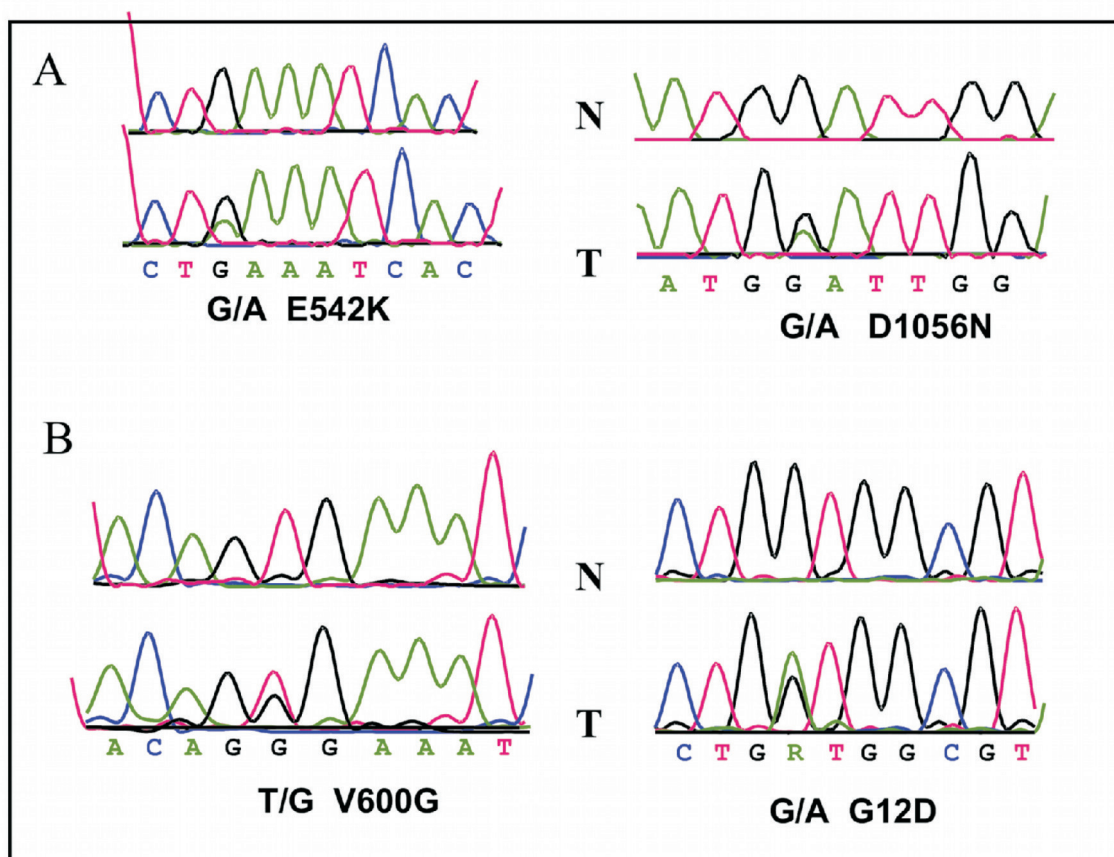 A
N
T
C T G A A A T C A C
G/A E542K
A T G G A T T G G
G/A D1056N
B
N
T
A C A G G G A A A T
T/G V600G
C T G R T G G C G T
G/A G12D